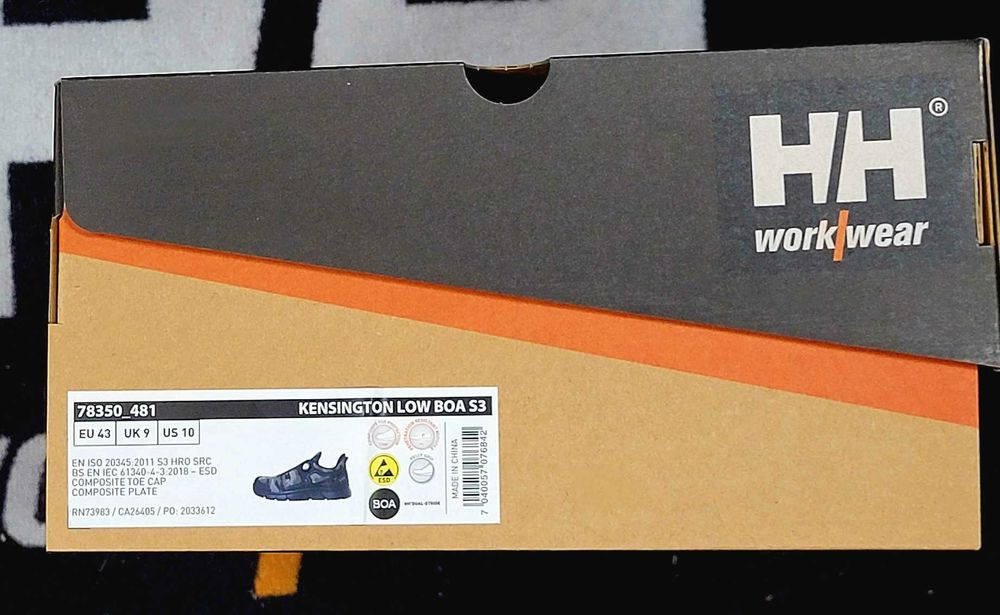 HH®
work/wear
78350_481 KENSINGTON LOW BOA S3
EU 43 UK 9 US 10
EN ISO 20345:2011 S3 HRO SRC
BS EN IEC 61340-4-3:2018 – ESD
COMPOSITE TOE CAP
COMPOSITE PLATE
RN73983 / CA26405 / PO: 2033612
ESD
BOA
MADE IN CHINA
7 040057 076842